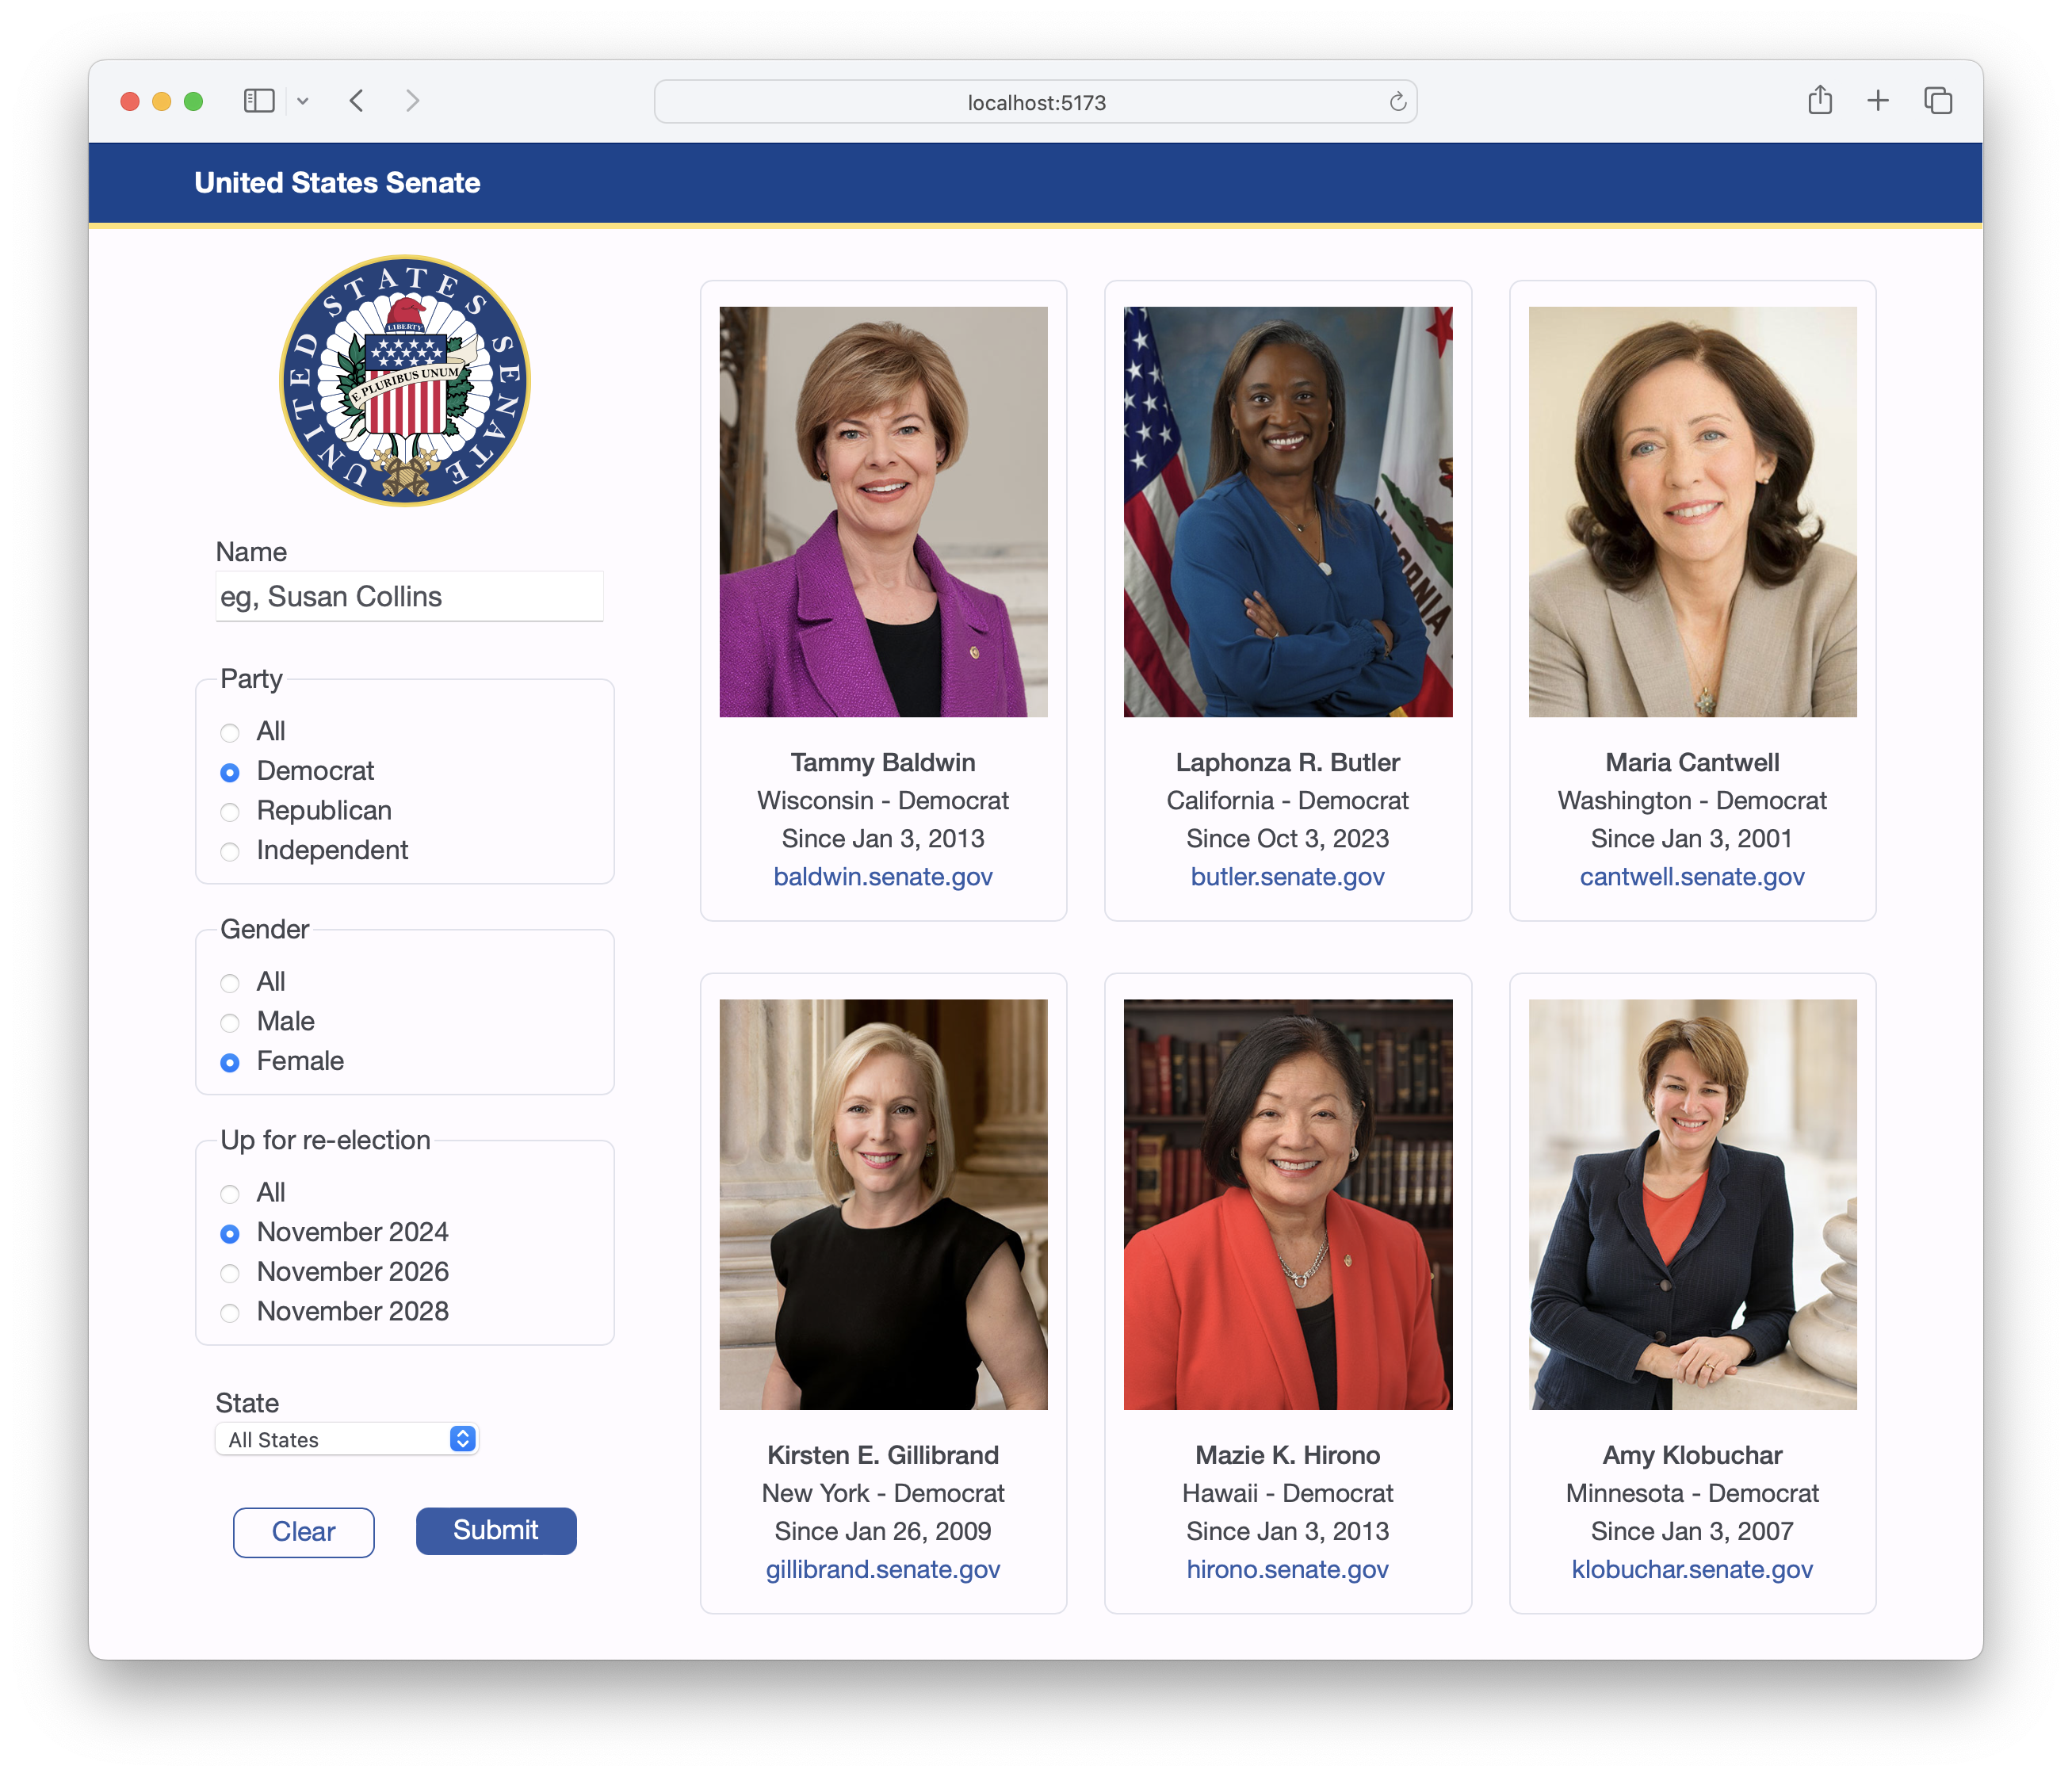 localhost:5173
United States Senate
UNITED STATES SENATE
LIBERTY
E PLURIBUS UNUM
Name
eg, Susan Collins
Party
All
Democrat
Republican
Independent
Gender
All
Male
Female
Up for re-election
All
November 2024
November 2026
November 2028
State
All States
Clear
Submit
Tammy Baldwin
Wisconsin - Democrat
Since Jan 3, 2013
baldwin.senate.gov
CALIFORNIA
Laphonza R. Butler
California - Democrat
Since Oct 3, 2023
butler.senate.gov
Maria Cantwell
Washington - Democrat
Since Jan 3, 2001
cantwell.senate.gov
Kirsten E. Gillibrand
New York - Democrat
Since Jan 26, 2009
gillibrand.senate.gov
Mazie K. Hirono
Hawaii - Democrat
Since Jan 3, 2013
hirono.senate.gov
Amy Klobuchar
Minnesota - Democrat
Since Jan 3, 2007
klobuchar.senate.gov